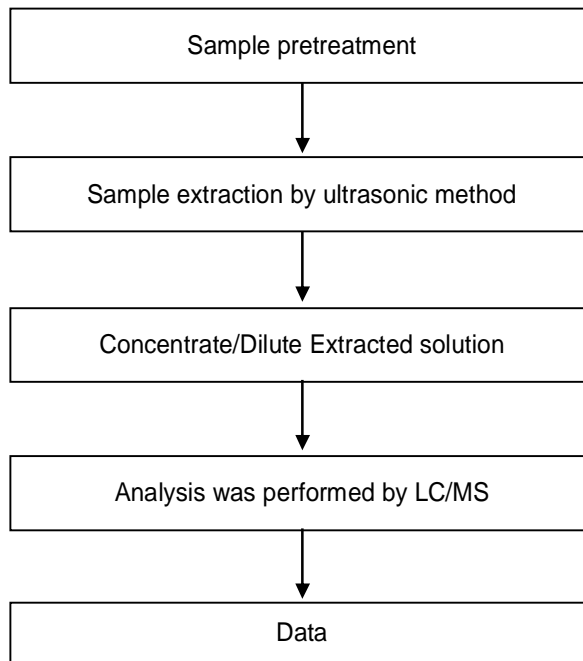 Sample pretreatment
Sample extraction by ultrasonic method
Concentrate/Dilute Extracted solution
Analysis was performed by LC/MS
Data